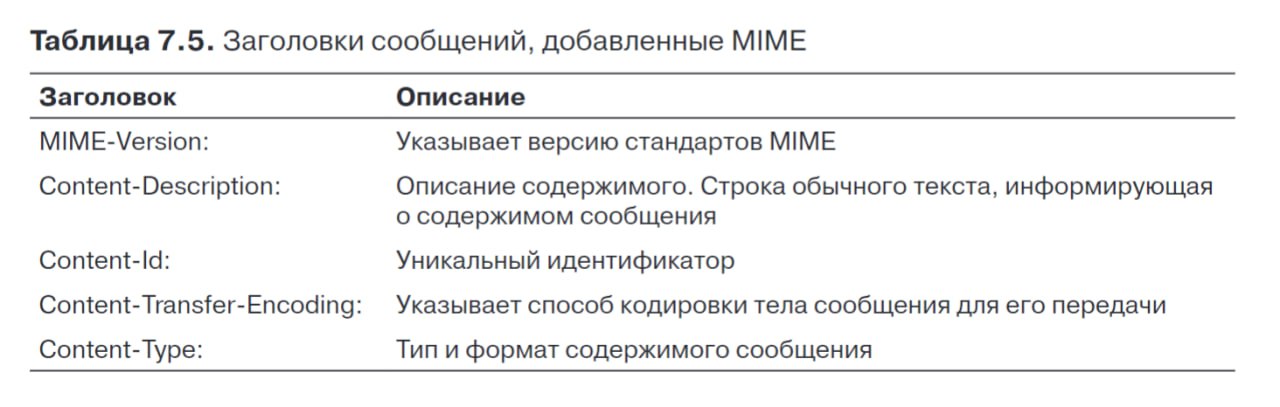 Таблица 7.5. Заголовки сообщений, добавленные MIME
Заголовок Описание
MIME-Version: Указывает версию стандартов MIME
Content-Description: Описание содержимого. Строка обычного текста, информирующая
о содержимом сообщения
Content-Id: Уникальный идентификатор
Content-Transfer-Encoding: Указывает способ кодировки тела сообщения для его передачи
Content-Type: Тип и формат содержимого сообщения